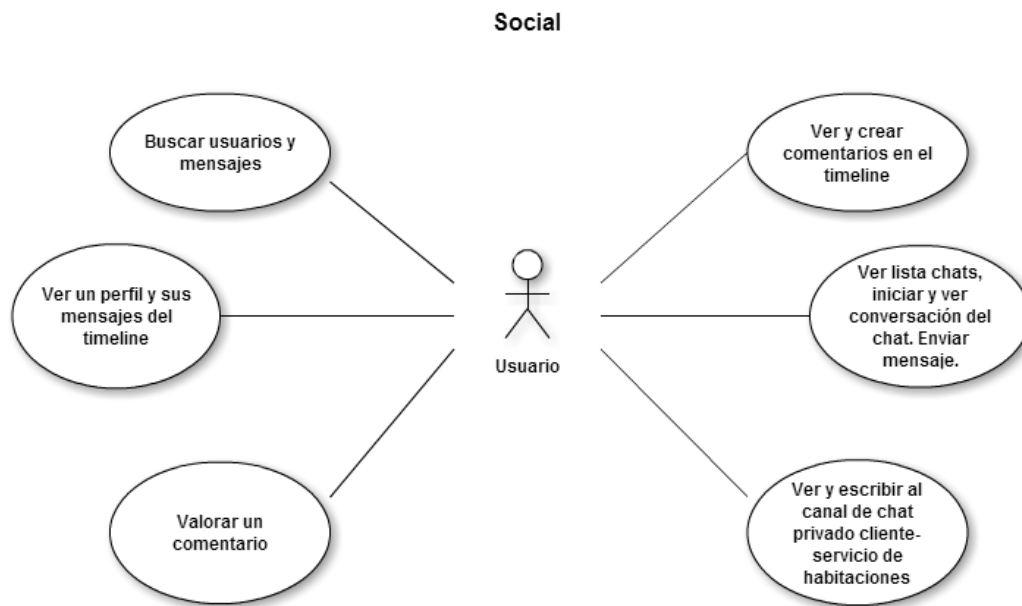 Social
Buscar usuarios y
mensajes
Ver y crear
comentarios en el
timeline
Ver un perfil y sus
mensajes del
timeline
Usuario
Ver lista chats,
iniciar y ver
conversación del
chat. Enviar
mensaje.
Valorar un
comentario
Ver y escribir al
canal de chat
privado cliente-
servicio de
habitaciones